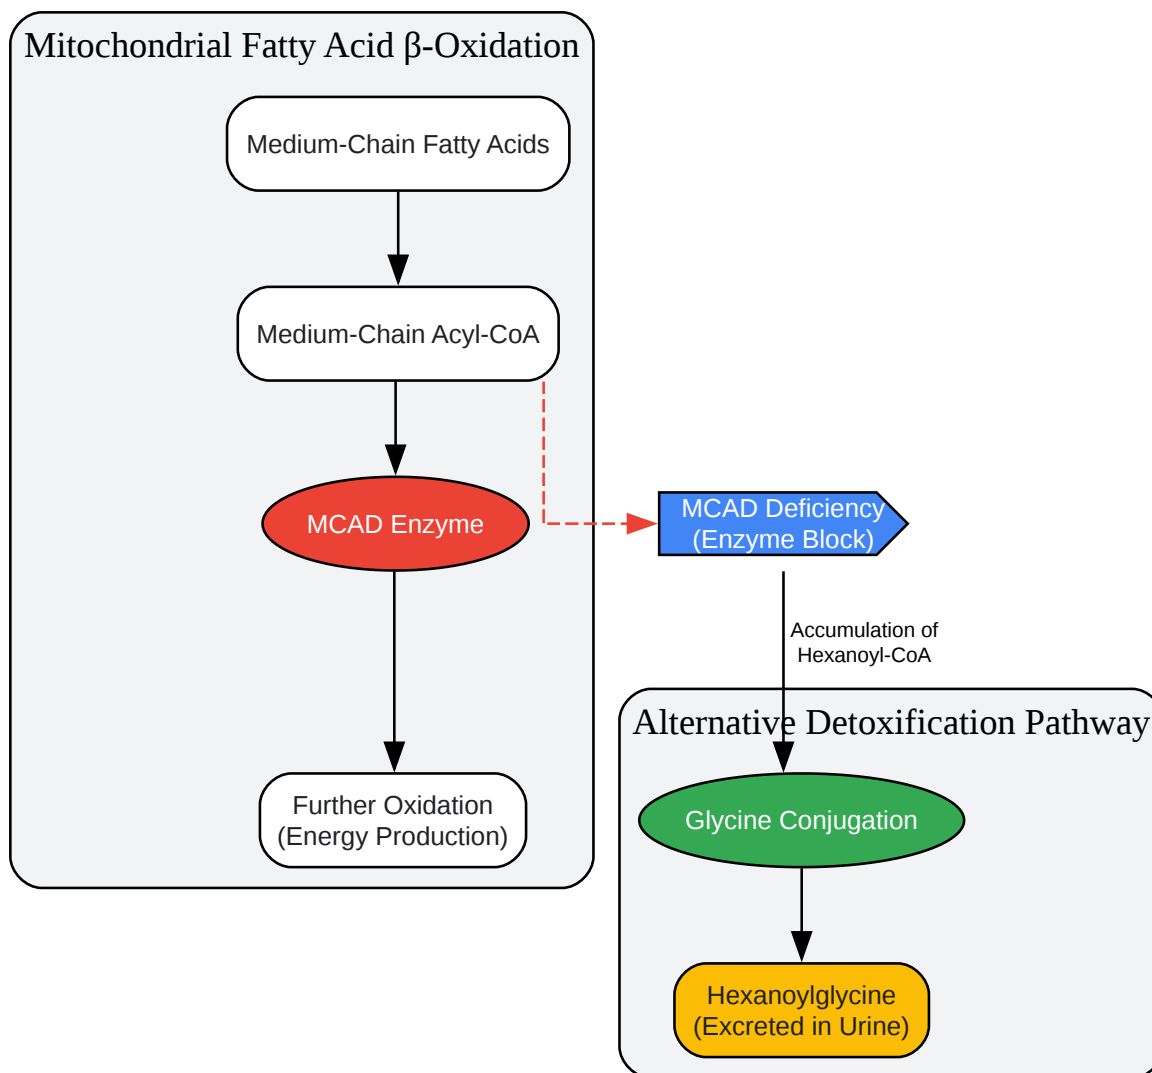 Mitochondrial Fatty Acid β-Oxidation
Medium-Chain Fatty Acids
Medium-Chain Acyl-CoA
MCAD Enzyme
MCAD Deficiency
(Enzyme Block)
Accumulation of
Hexanoyl-CoA
Further Oxidation
(Energy Production)
Alternative Detoxification Pathway
Glycine Conjugation
Hexanoylglycine
(Excreted in Urine)